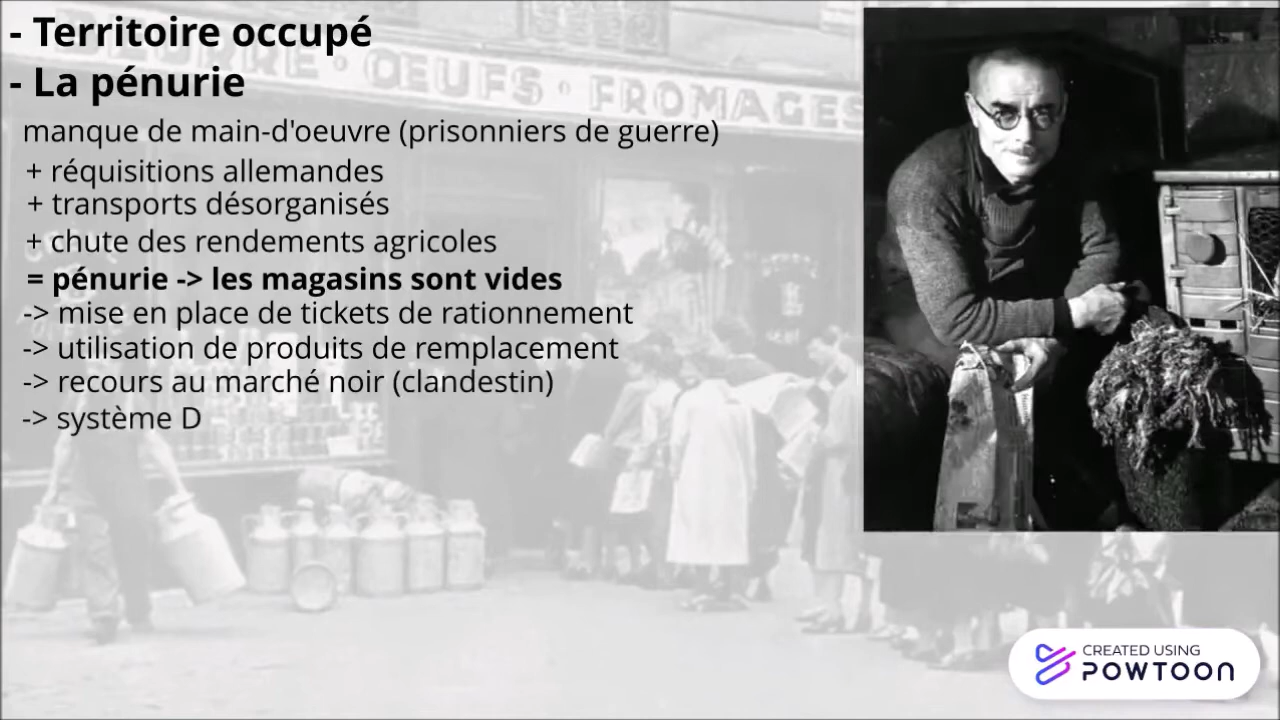 - Territoire occupé
- La pénurie
BEURRE • OEUFS • FROMAGES
manque de main-d'oeuvre (prisonniers de guerre)
+ réquisitions allemandes
+ transports désorganisés
+ chute des rendements agricoles
= pénurie -> les magasins sont vides
-> mise en place de tickets de rationnement
-> utilisation de produits de remplacement
-> recours au marché noir (clandestin)
-> système D
CREATED USING
POWTOON